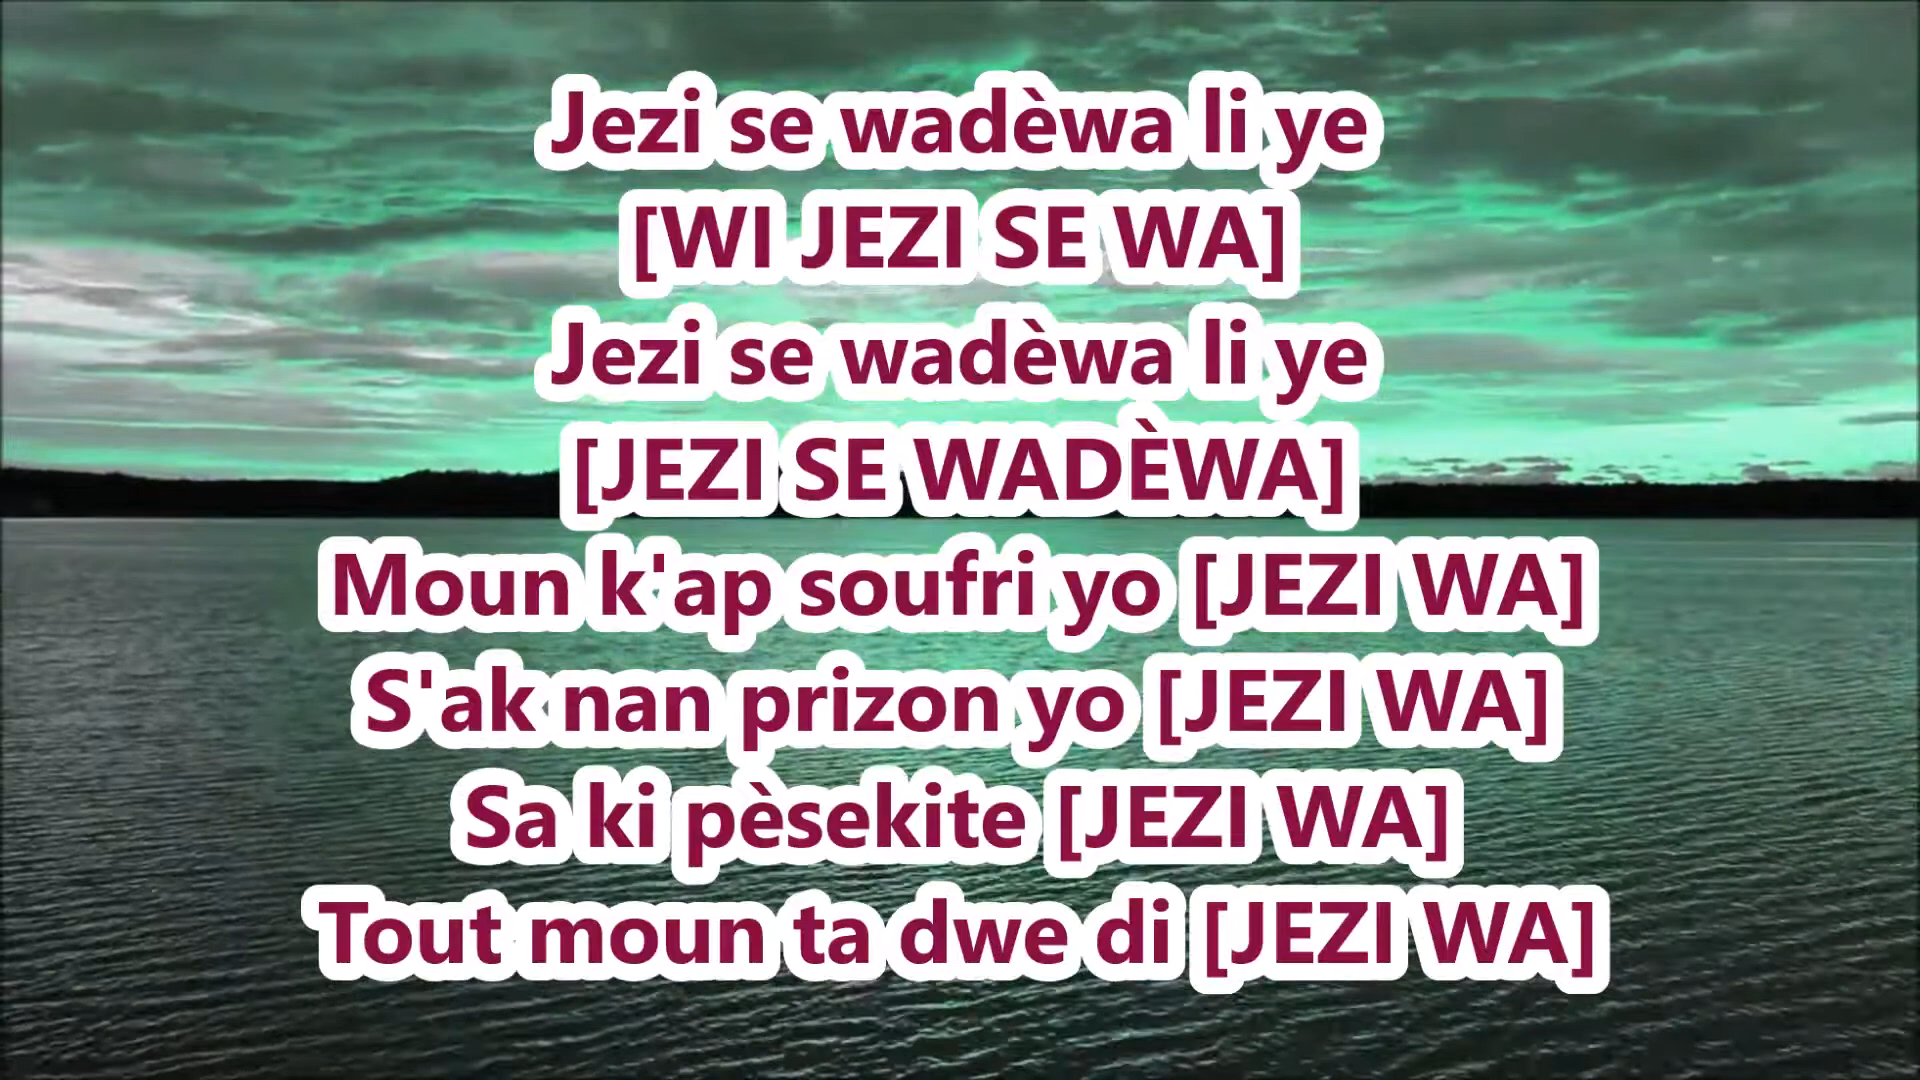 Jezi se wadèwa li ye
[WI JEZI SE WA]
Jezi se wadèwa li ye
[JEZI SE WADÈWA]
Moun k'ap soufri yo [JEZI WA]
S'ak nan prizon yo [JEZI WA]
Sa ki pèsekite [JEZI WA]
Tout moun ta dwe di [JEZI WA]